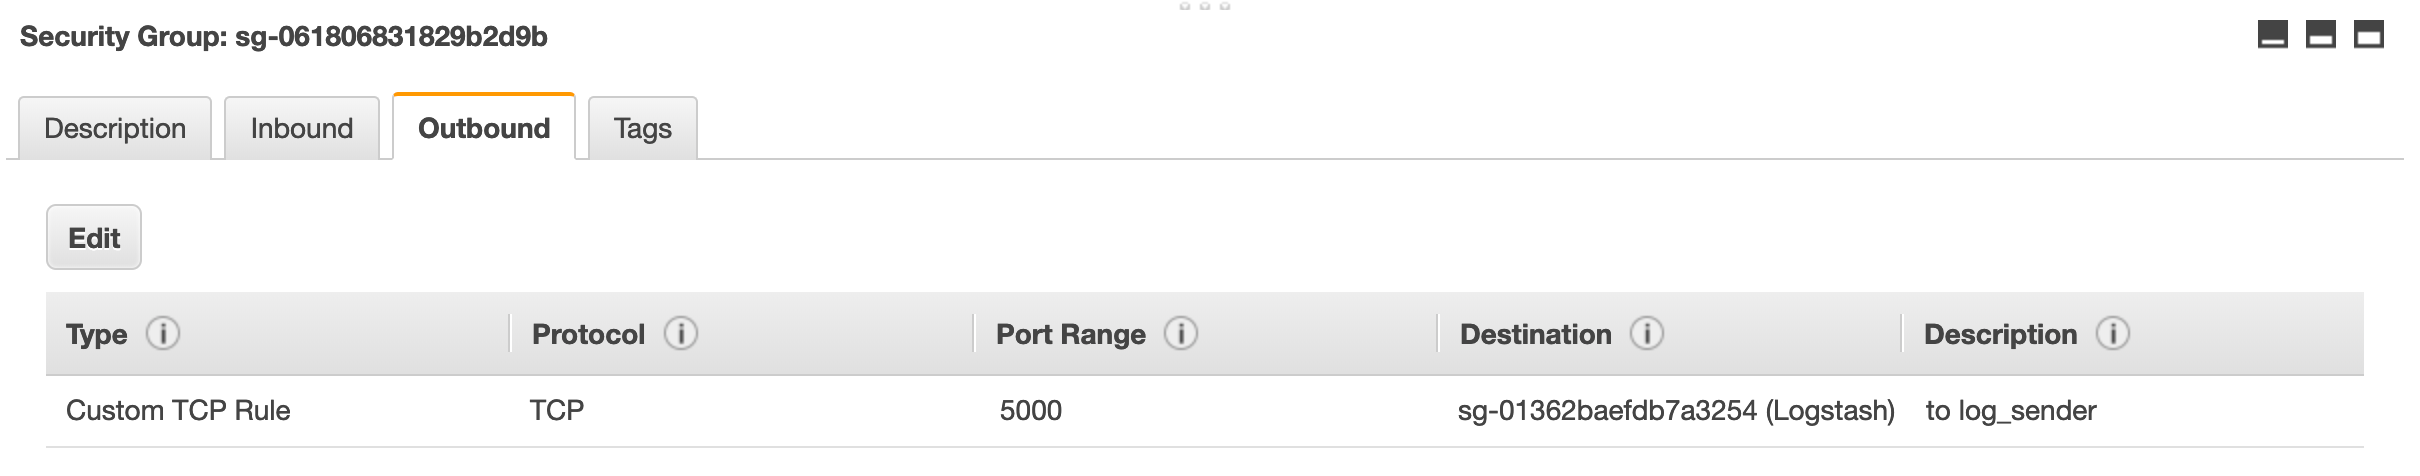 Security Group: sg-061806831829b2d9b
Description Inbound Outbound Tags
Edit
Type Protocol Port Range Destination Description
Custom TCP Rule TCP 5000 sg-01362baefdb7a3254 (Logstash) to log_sender